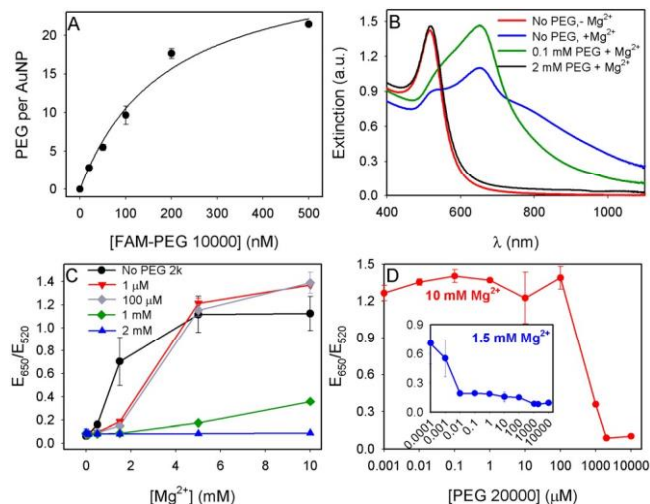 A
PEG per AuNP
20
15
10
5
0
0 100 200 300 400 500
[FAM-PEG 10000] (nM)
B
No PEG,- Mg²⁺
No PEG, +Mg²⁺
0.1 mM PEG + Mg²⁺
2 mM PEG + Mg²⁺
Extinction (a.u.)
1.5
1.2
0.9
0.6
0.3
0.0
400 600 800 1000
λ (nm)
C
No PEG 2k
1 μM
100 μM
1 mM
2 mM
E₆₅₀/E₅₂₀
1.6
1.4
1.2
1.0
0.8
0.6
0.4
0.2
0.0
0 2 4 6 8 10
[Mg²⁺] (mM)
D
10 mM Mg²⁺
E₆₅₀/E₅₂₀
1.5
1.2
0.9
0.6
0.3
0.0
1.5 mM Mg²⁺
0.9
0.6
0.3
0.0
0.0001 0.001 0.01 0.1 1 10 100 1000 10000
0.001 0.01 0.1 1 10 100 1000 10000
[PEG 20000] (μM)